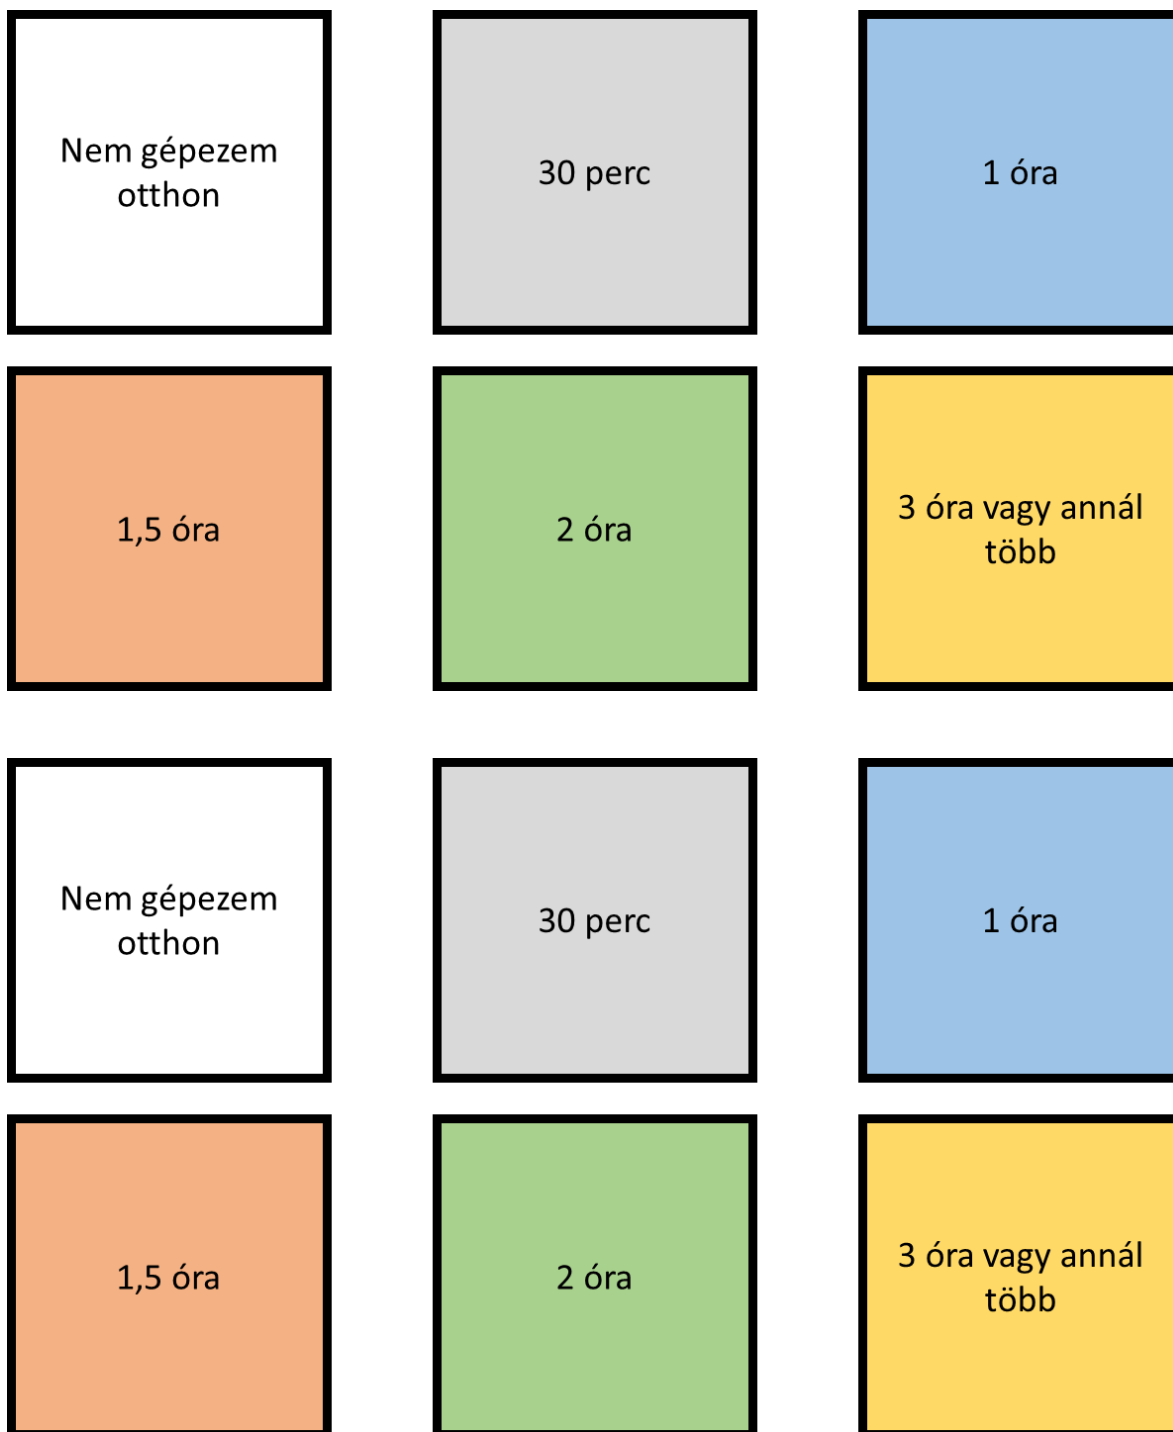 Nem gépezem
otthon
30 perc
1 óra
1,5 óra
2 óra
3 óra vagy annál
több
Nem gépezem
otthon
30 perc
1 óra
1,5 óra
2 óra
3 óra vagy annál
több